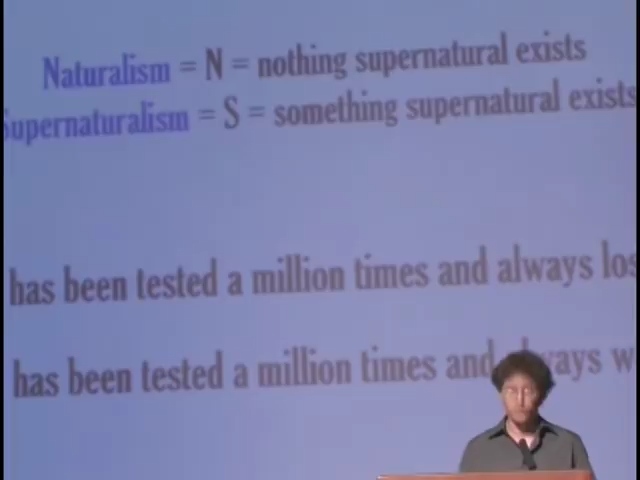 Naturalism = N = nothing supernatural exists
upernaturalism = S = something supernatural exists
has been tested a million times and always los
has been tested a million times and always w